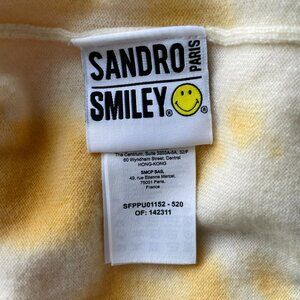 SANDRO
PARIS
SMILEY®
The Centrum, Suite 3203A-5A, 32/F
60 Wyndham Street, Central
HONG-KONG
SMCP SAS,
49, rue Etienne Marcel,
75001 Paris,
France
SFPPU01152 - 520
OF: 142311